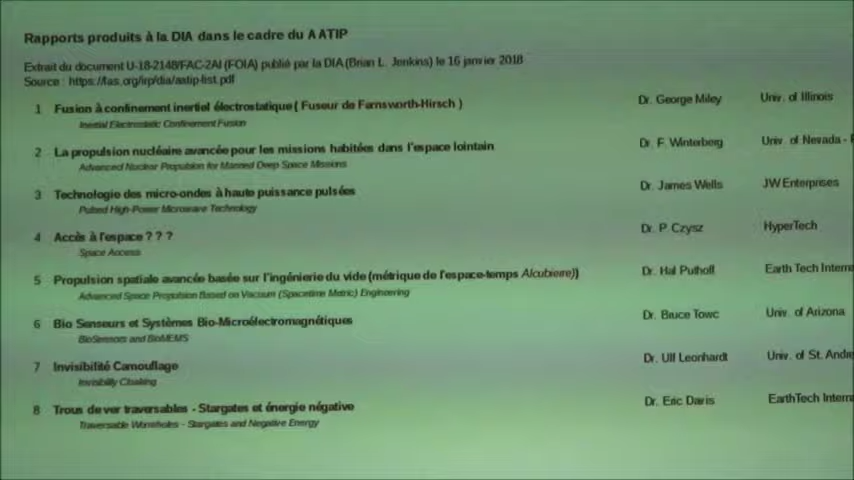 Rapports produits à la DIA dans le cadre du AATIP
Extrait du document U-18-2148/FAC-2AI (FOIA) publié par la DIA (Brian L. Jenkins) le 16 janvier 2018
Source : https://fas.org/irp/dia/aatip-list.pdf
1 Fusion à confinement inertiel électrostatique ( Fuseur de Farnsworth-Hirsch ) Dr. George Miley Univ. of Illinois
Inertial Electrostatic Confinement Fusion
2 La propulsion nucléaire avancée pour les missions habitées dans l'espace lointain Dr. F. Winterberg Univ. of Nevada -
Advanced Nuclear Propulsion for Manned Deep Space Missions
3 Technologie des micro-ondes à haute puissance pulsées Dr. James Wells JW Enterprises
Pulsed High-Power Microwave Technology
4 Accès à l'espace ? ? ? Dr. P. Czysz HyperTech
Space Access
5 Propulsion spatiale avancée basée sur l'ingénierie du vide (métrique de l'espace-temps Alcubierre)) Dr. Hal Puthoff Earth Tech Intern
Advanced Space Propulsion Based on Vacuum (Spacetime Metric) Engineering
6 Bio Senseurs et Systèmes Bio-Microélectromagnétiques Dr. Bruce Towe Univ. of Arizona
BioSensors and BioMEMS
7 Invisibilité Camouflage Dr. Ulf Leonhardt Univ. of St. Andre
Invisibility Cloaking
8 Trous de ver traversables - Stargates et énergie négative Dr. Eric Davis EarthTech Intern
Traversable Wormholes - Stargates and Negative Energy